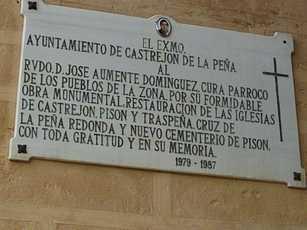 EL EXMO.
AYUNTAMIENTO DE CASTREJON DE LA PEÑA
AL
RVDO. D. JOSE AUMENTE DOMINGUEZ, CURA PARROCO
DE LOS PUEBLOS DE LA ZONA, POR SU FORMIDABLE
OBRA MONUMENTAL, RESTAURACION DE LAS IGLESIAS
DE CASTREJON, PISON Y TRASPEÑA, CRUZ DE
LA PEÑA REDONDA Y NUEVO CEMENTERIO DE PISON,
CON TODA GRATITUD Y EN SU MEMORIA.
1979 - 1987